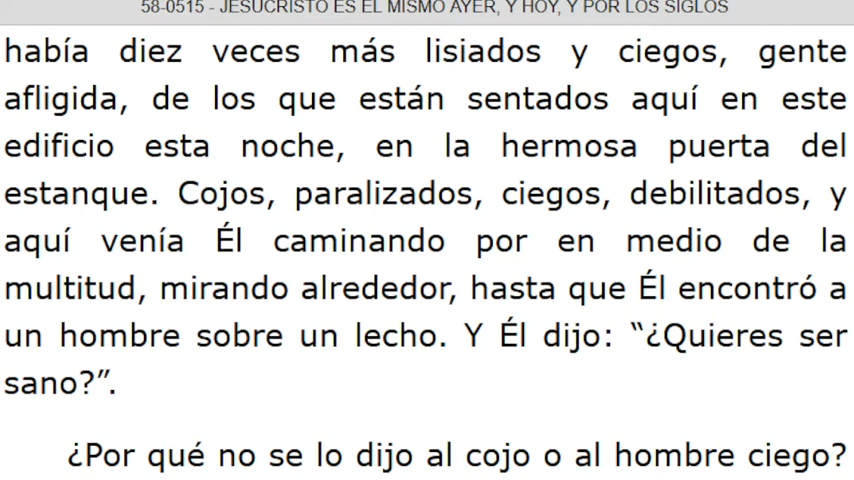 58-0515 - JESUCRISTO ES EL MISMO AYER, Y HOY, Y POR LOS SIGLOS
había diez veces más lisiados y ciegos, gente
afligida, de los que están sentados aquí en este
edificio esta noche, en la hermosa puerta del
estanque. Cojos, paralizados, ciegos, debilitados, y
aquí venía Él caminando por en medio de la
multitud, mirando alrededor, hasta que Él encontró a
un hombre sobre un lecho. Y Él dijo: “¿Quieres ser
sano?”.
¿Por qué no se lo dijo al cojo o al hombre ciego?